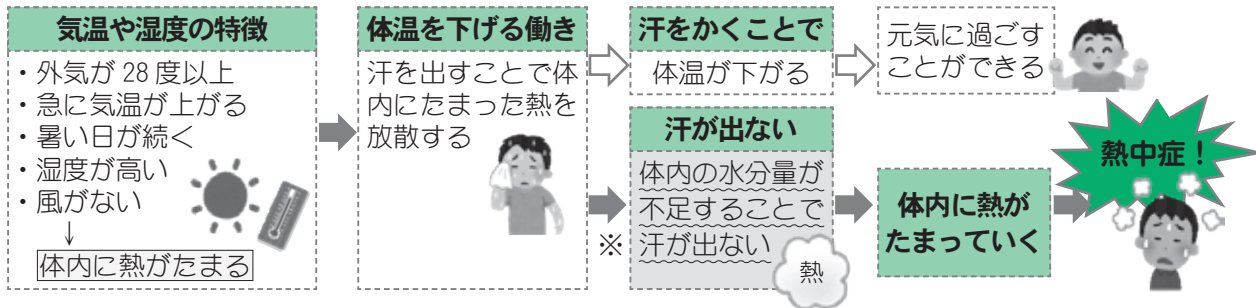 気温や湿度の特徴
・外気が 28 度以上
・急に気温が上がる
・暑い日が続く
・湿度が高い
・風がない
↓
体内に熱がたまる
体温を下げる働き
汗を出すことで体
内にたまった熱を
放散する
汗をかくことで
体温が下がる
元気に過ごす
ことができる
汗が出ない
体内の水分量が
不足することで
※ 汗が出ない
熱
体内に熱が
たまっていく
熱中症！